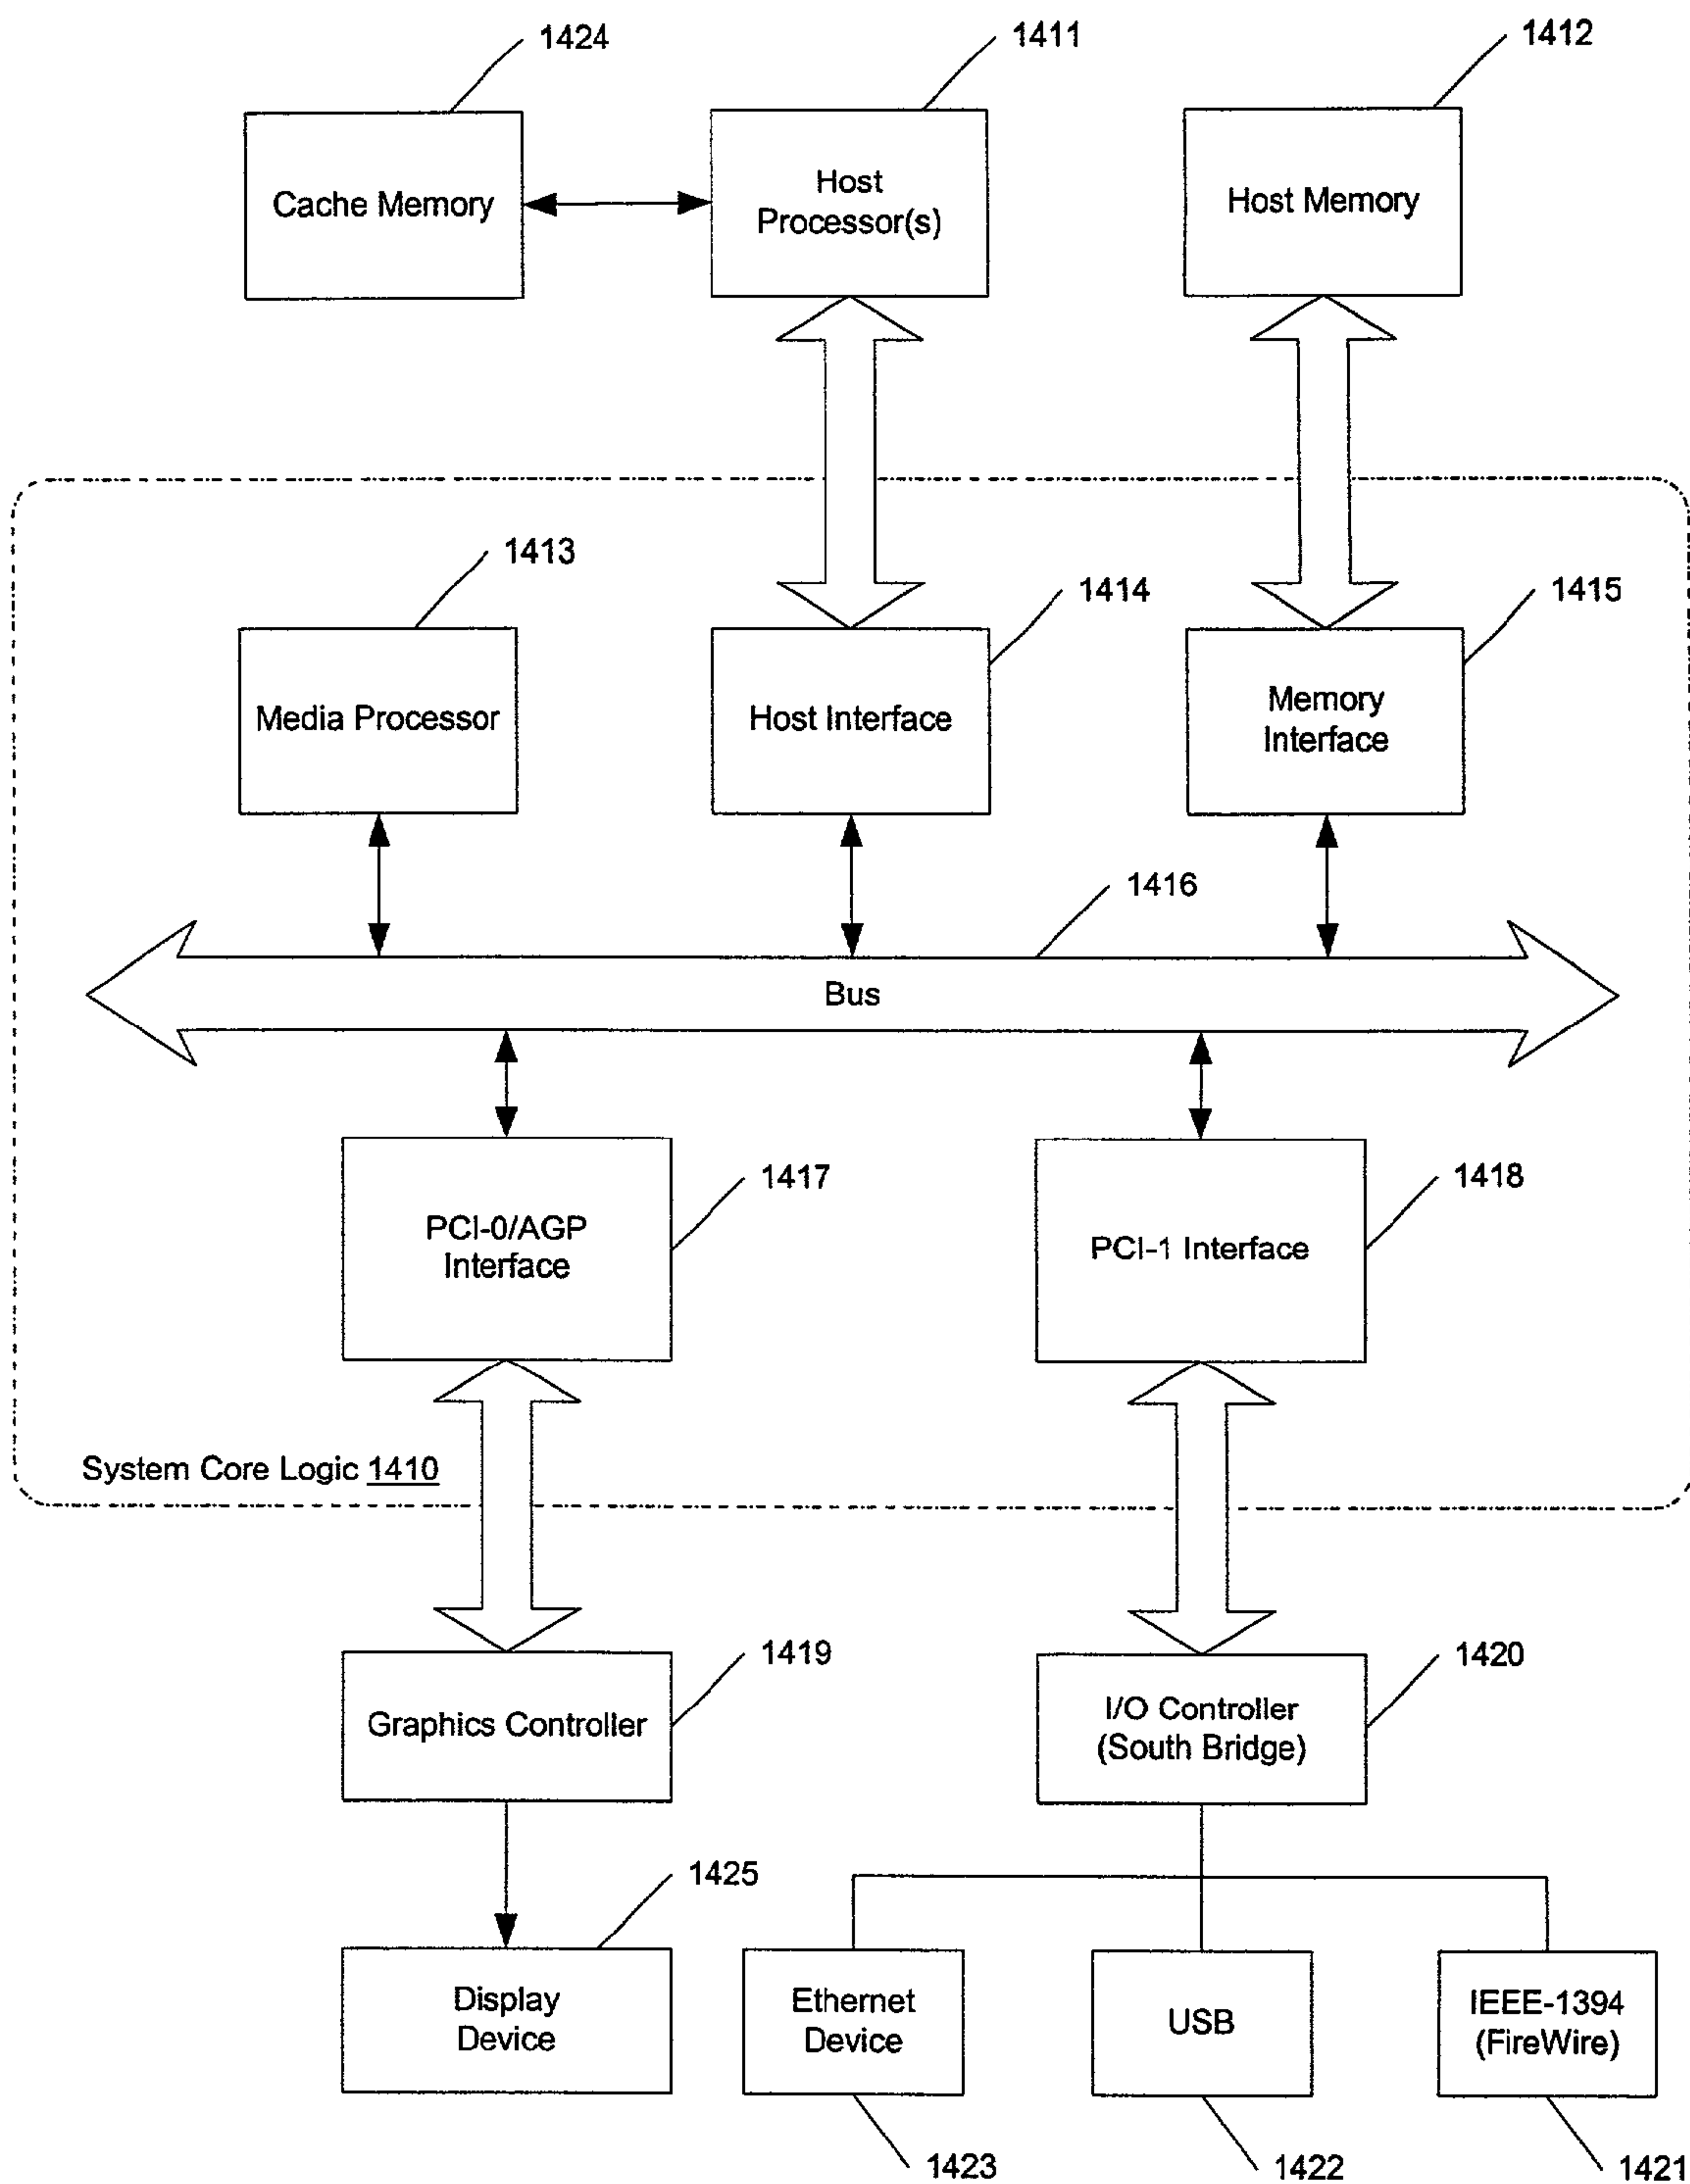 1424
1411
1412
Cache Memory
Host
Processor(s)
Host Memory
1413
1414
1415
Media Processor
Host Interface
Memory
Interface
1416
Bus
1417
1418
PCI-0/AGP
Interface
PCI-1 Interface
System Core Logic 1410
1419
1420
Graphics Controller
I/O Controller
(South Bridge)
1425
Display
Device
Ethernet
Device
USB
IEEE-1394
(FireWire)
1423
1422
1421